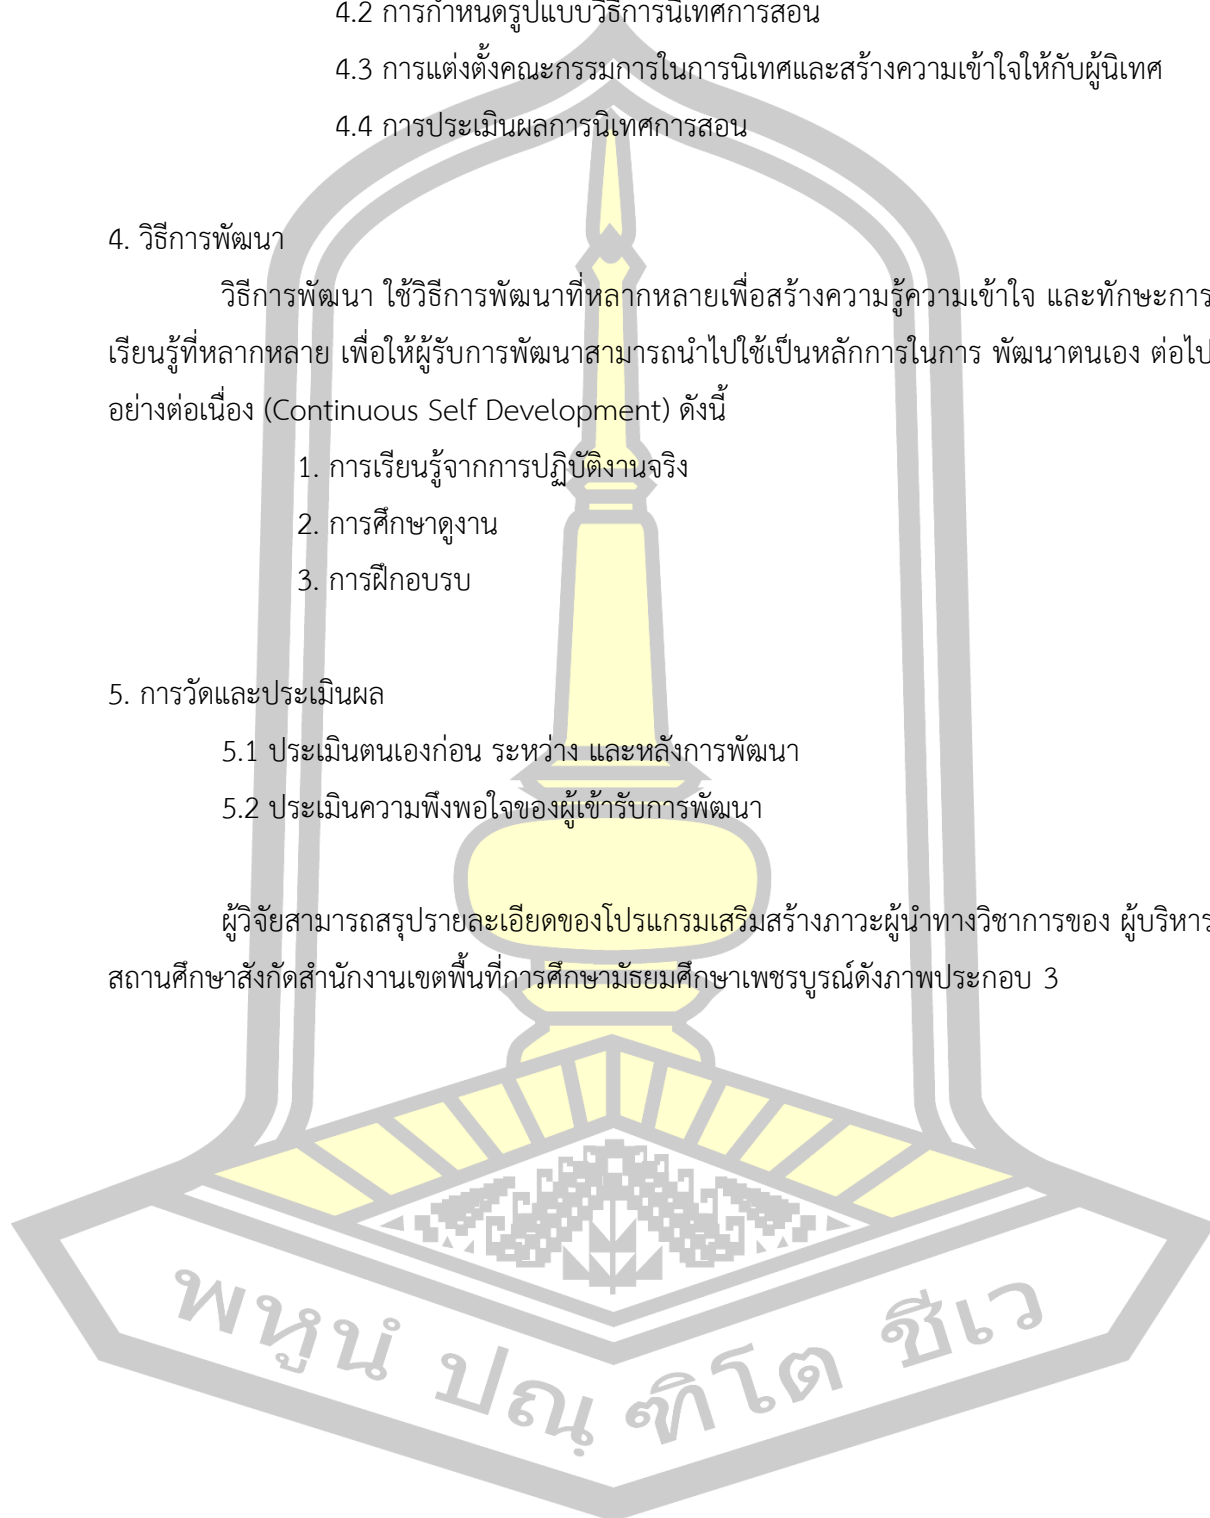 4.2 การกำหนดรูปแบบวิธีการนิเทศการสอน
4.3 การแต่งตั้งคณะกรรมการในการนิเทศและสร้างความเข้าใจให้กับผู้นิเทศ
4.4 การประเมินผลการนิเทศการสอน
4. วิธีการพัฒนา
วิธีการพัฒนา ใช้วิธีการพัฒนาที่หลากหลายเพื่อสร้างความรู้ความเข้าใจ และทักษะการ
เรียนรู้ที่หลากหลาย เพื่อให้ผู้รับการพัฒนาสามารถนำไปใช้เป็นหลักการในการ พัฒนาตนเอง ต่อไป
อย่างต่อเนื่อง (Continuous Self Development) ดังนี้
1. การเรียนรู้จากการปฏิบัติงานจริง
2. การศึกษาดูงาน
3. การฝึกอบรบ
5. การวัดและประเมินผล
5.1 ประเมินตนเองก่อน ระหว่าง และหลังการพัฒนา
5.2 ประเมินความพึงพอใจของผู้เข้ารับการพัฒนา
ผู้วิจัยสามารถสรุปรายละเอียดของโปรแกรมเสริมสร้างภาวะผู้นำทางวิชาการของ ผู้บริหาร
สถานศึกษาสังกัดสำนักงานเขตพื้นที่การศึกษามัธยมศึกษาเพชรบูรณ์ดังภาพประกอบ 3
พหูนํ ปณฺฑิโต ชีเว